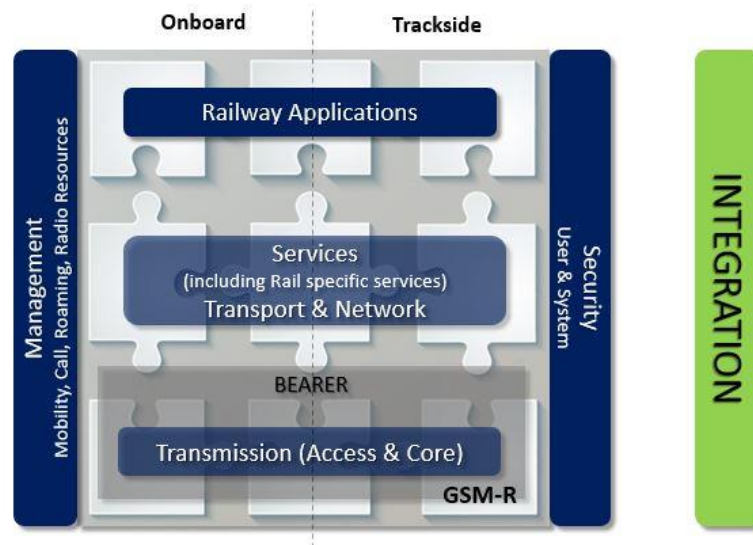 Onboard
Trackside
Management
Mobility, Call, Roaming, Radio Resources
Railway Applications
Services
(including Rail specific services)
Transport & Network
BEARER
Transmission (Access & Core)
GSM-R
Security
User & System
INTEGRATION